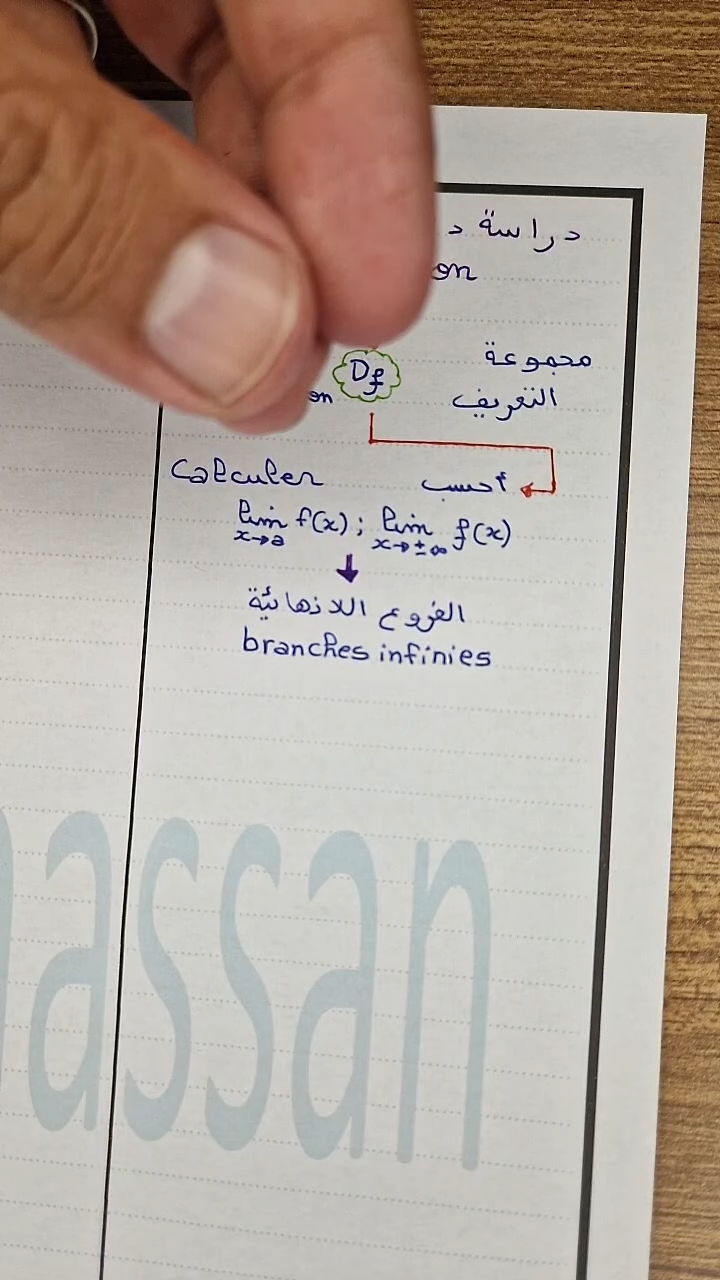 دراسة د
on
مجموعة
Df
on
التعريف
Calculer أحسب
lim f(x) ; lim f(x)
x→a x→±∞
الفروع اللانهائية
branches infinies
assan